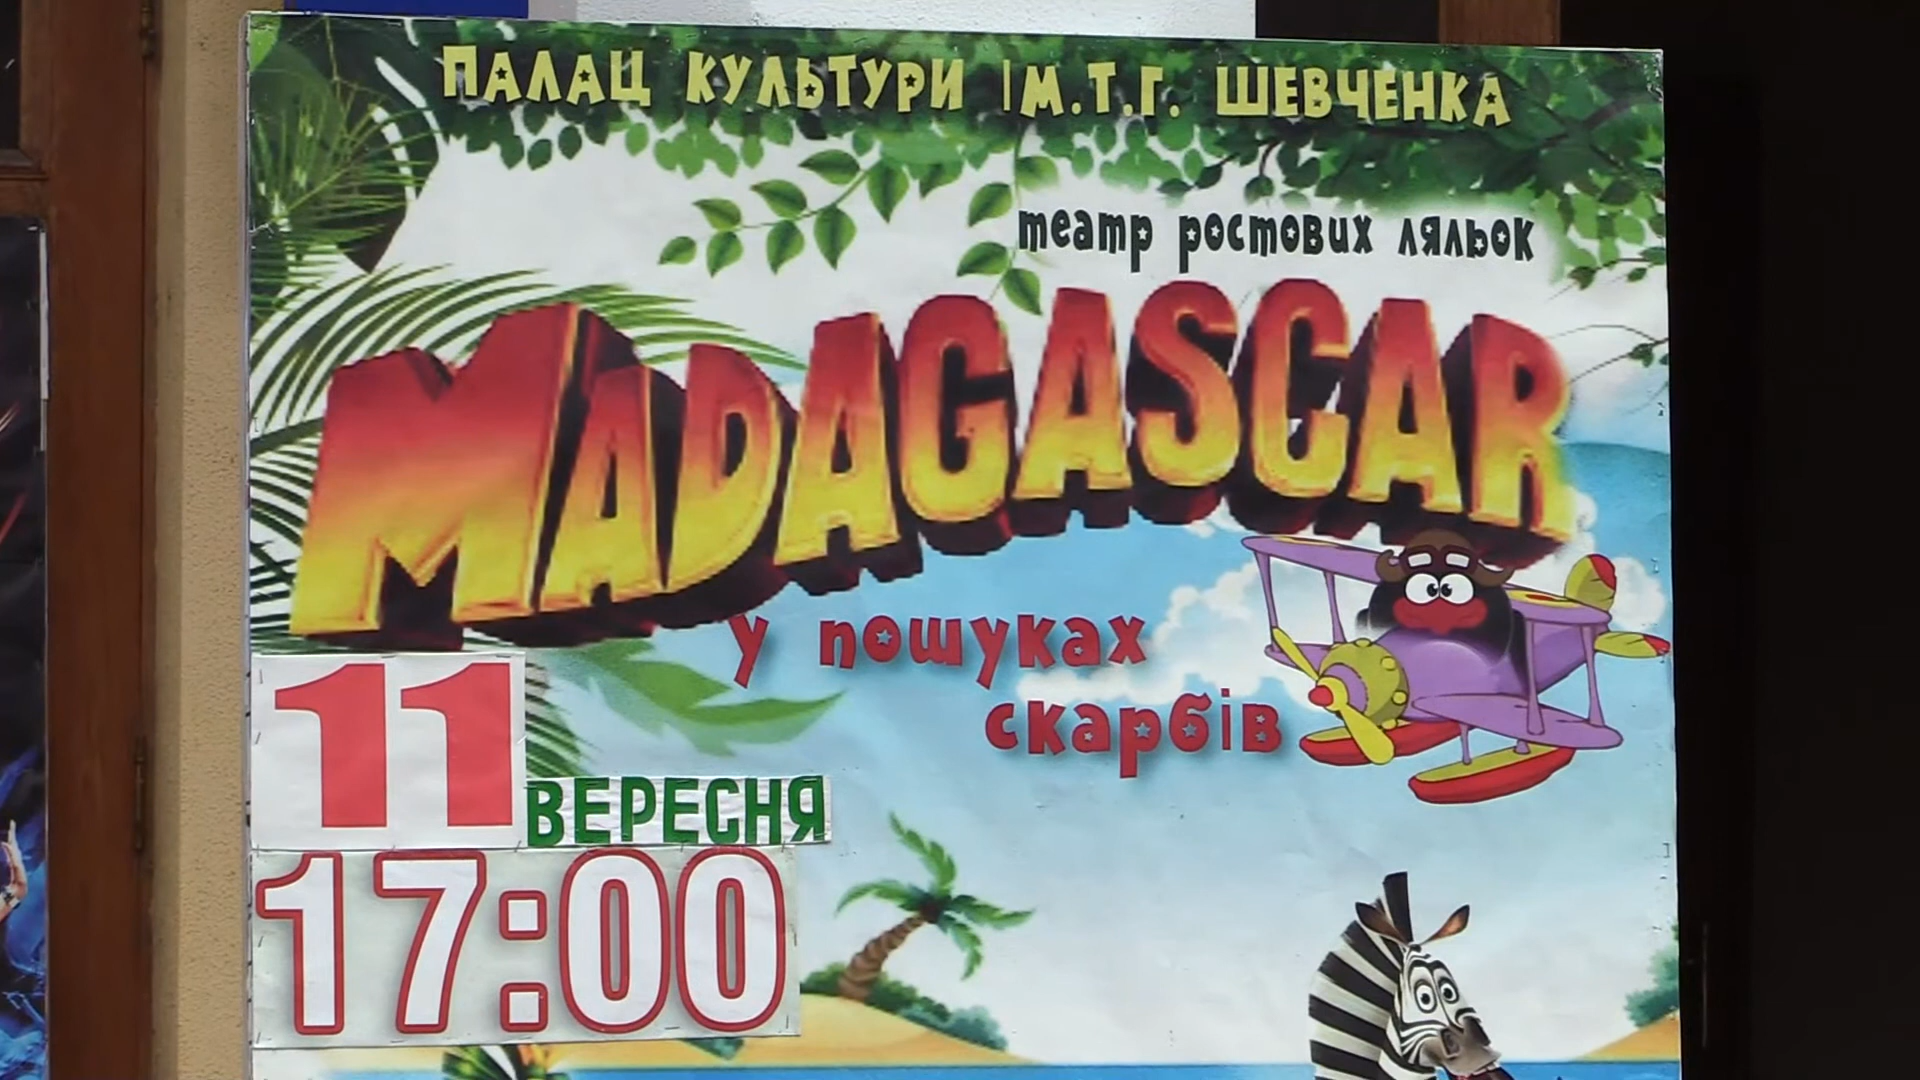 ПАЛАЦ КУЛЬТУРИ ІМ.Т.Г. ШЕВЧЕНКА
театр ростових ляльок
MADAGASCAR
у пошуках
скарбів
11
ВЕРЕСНЯ
17:00